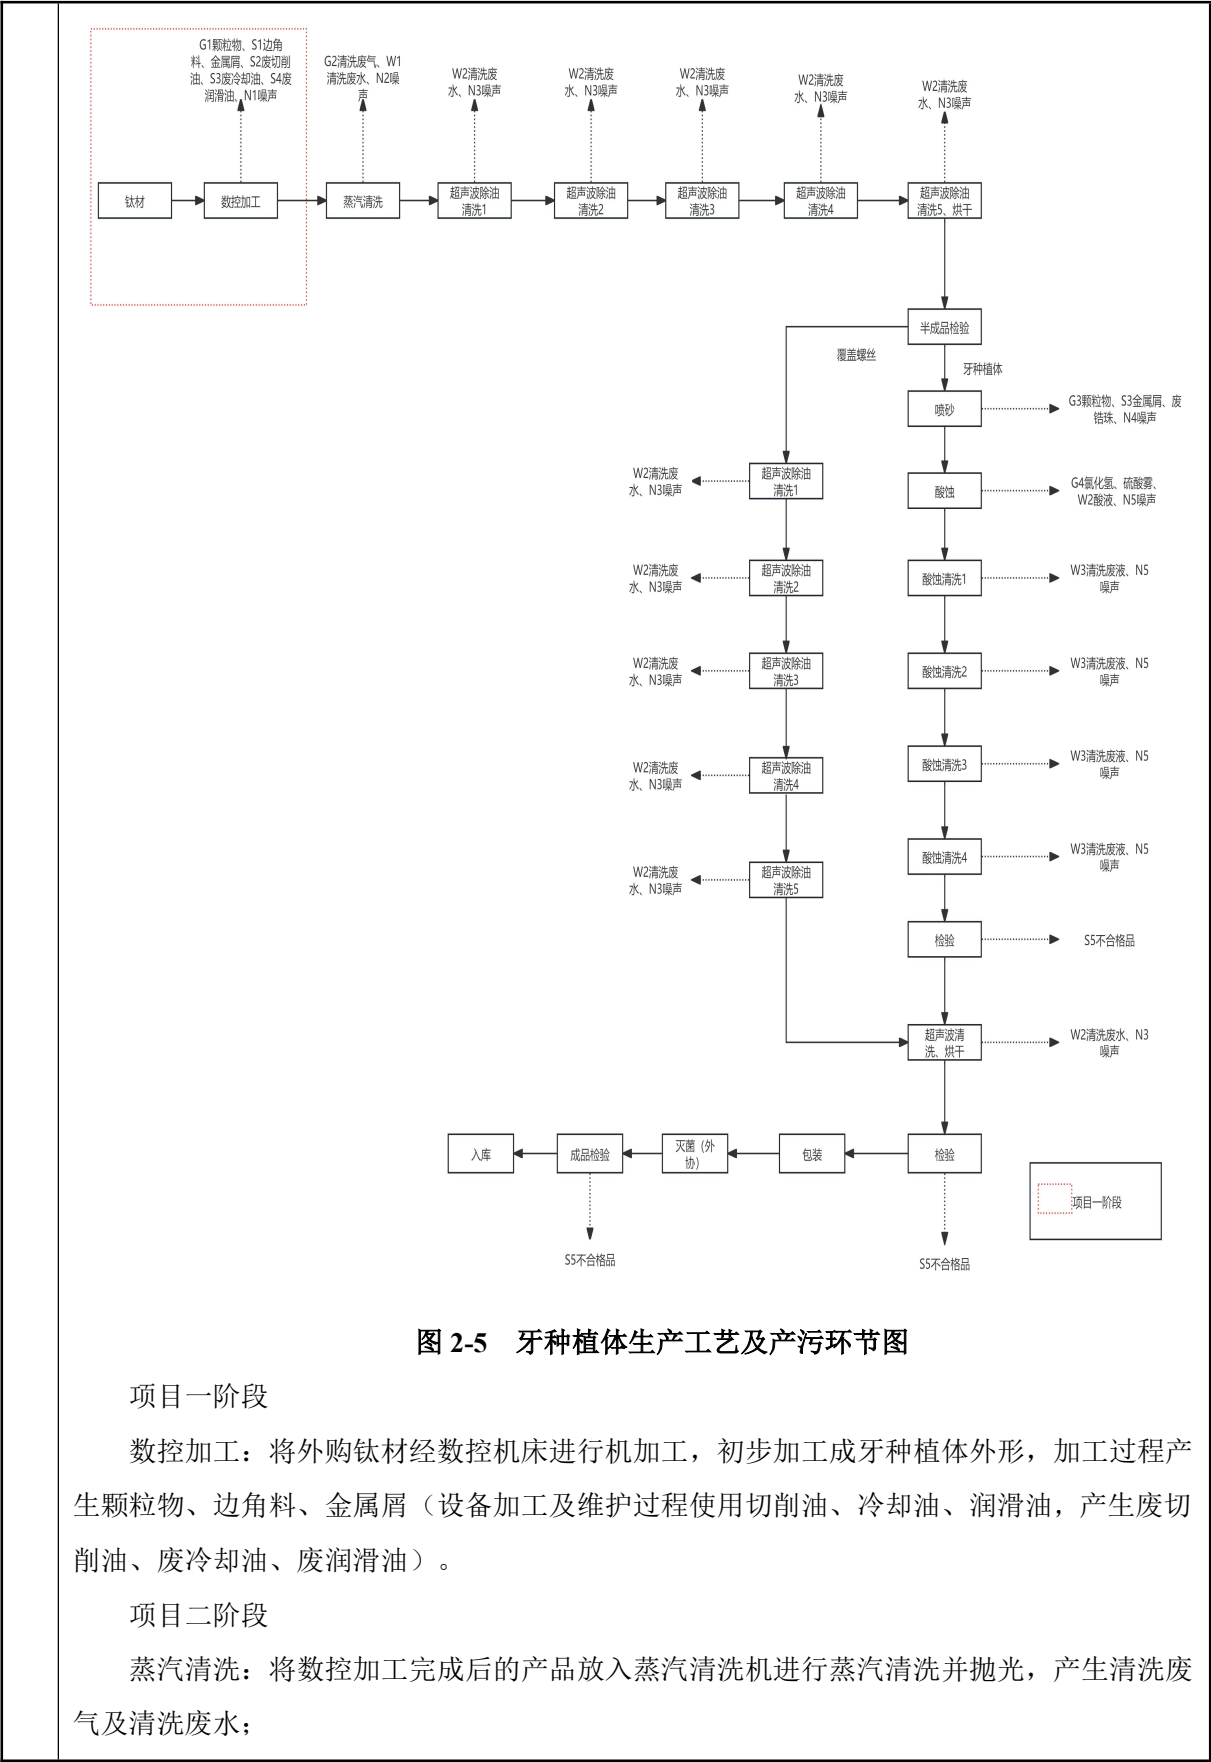 G1颗粒物、S1边角
料、金属屑、S2废切削
油、S3废冷却油、S4废
润滑油、N1噪声
G2清洗废气、W1
清洗废水、N2噪
声
W2清洗废
水、N3噪声
W2清洗废
水、N3噪声
W2清洗废
水、N3噪声
W2清洗废
水、N3噪声
W2清洗废
水、N3噪声
钛材
数控加工
蒸汽清洗
超声波除油
清洗1
超声波除油
清洗2
超声波除油
清洗3
超声波除油
清洗4
超声波除油
清洗5、烘干
半成品检验
覆盖螺丝
牙种植体
喷砂
G3颗粒物、S3金属屑、废
锆珠、N4噪声
W2清洗废
水、N3噪声
超声波除油
清洗1
酸蚀
G4氯化氢、硫酸雾、
W2酸液、N5噪声
W2清洗废
水、N3噪声
超声波除油
清洗2
酸蚀清洗1
W3清洗废液、N5
噪声
W2清洗废
水、N3噪声
超声波除油
清洗3
酸蚀清洗2
W3清洗废液、N5
噪声
W2清洗废
水、N3噪声
超声波除油
清洗4
酸蚀清洗3
W3清洗废液、N5
噪声
W2清洗废
水、N3噪声
超声波除油
清洗5
酸蚀清洗4
W3清洗废液、N5
噪声
检验
S5不合格品
超声波清
洗、烘干
W2清洗废水、N3
噪声
入库
成品检验
灭菌（外
协）
包装
检验
项目一阶段
S5不合格品
S5不合格品
图 2-5 牙种植体生产工艺及产污环节图
项目一阶段
数控加工：将外购钛材经数控机床进行机加工，初步加工成牙种植体外形，加工过程产
生颗粒物、边角料、金属屑（设备加工及维护过程使用切削油、冷却油、润滑油，产生废切
削油、废冷却油、废润滑油）。
项目二阶段
蒸汽清洗：将数控加工完成后的产品放入蒸汽清洗机进行蒸汽清洗并抛光，产生清洗废
气及清洗废水；